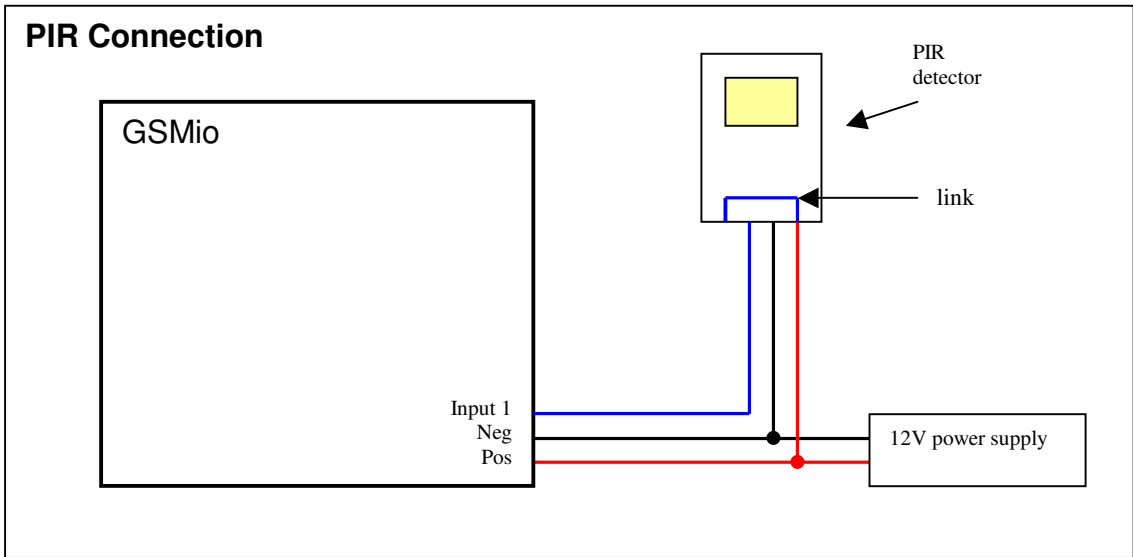 PIR Connection
PIR
detector
GSMio
link
Input 1
Neg
Pos
12V power supply